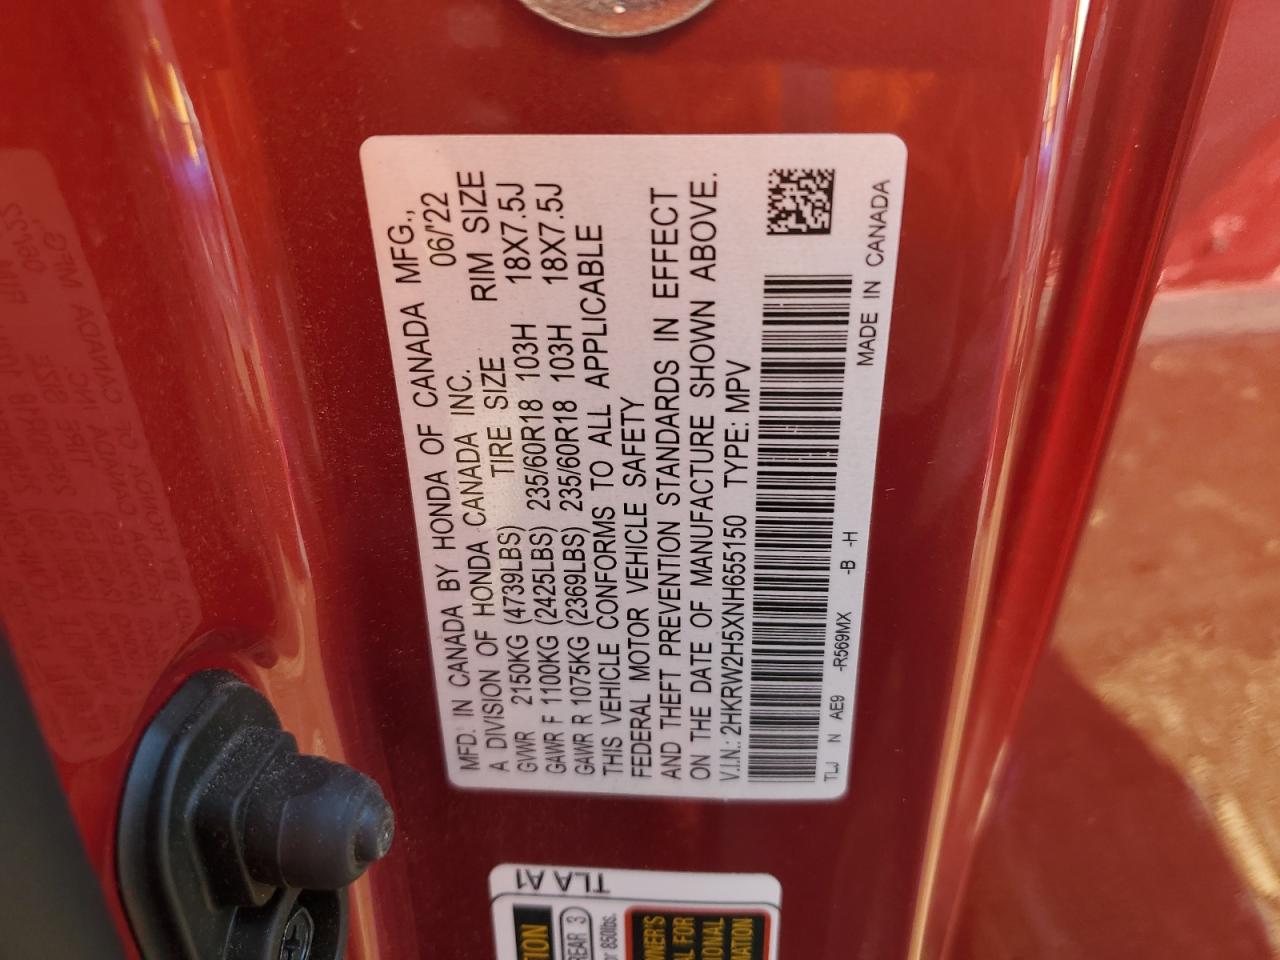 MFD. IN CANADA BY HONDA OF CANADA MFG.,
A DIVISION OF HONDA CANADA INC. 06/'22
TIRE SIZE RIM SIZE
GVWR 2150KG (4739LBS)
GAWR F 1100KG (2425LBS) 235/60R18 103H 18X7.5J
GAWR R 1075KG (2369LBS) 235/60R18 103H 18X7.5J
THIS VEHICLE CONFORMS TO ALL APPLICABLE
FEDERAL MOTOR VEHICLE SAFETY
AND THEFT PREVENTION STANDARDS IN EFFECT
ON THE DATE OF MANUFACTURE SHOWN ABOVE.
V.I.N.: 2HKRW2H5XNH655150 TYPE: MPV
TLJ N AE9 -R569MX -B -H MADE IN CANADA
TLA A1
REAR 3
850lbs.